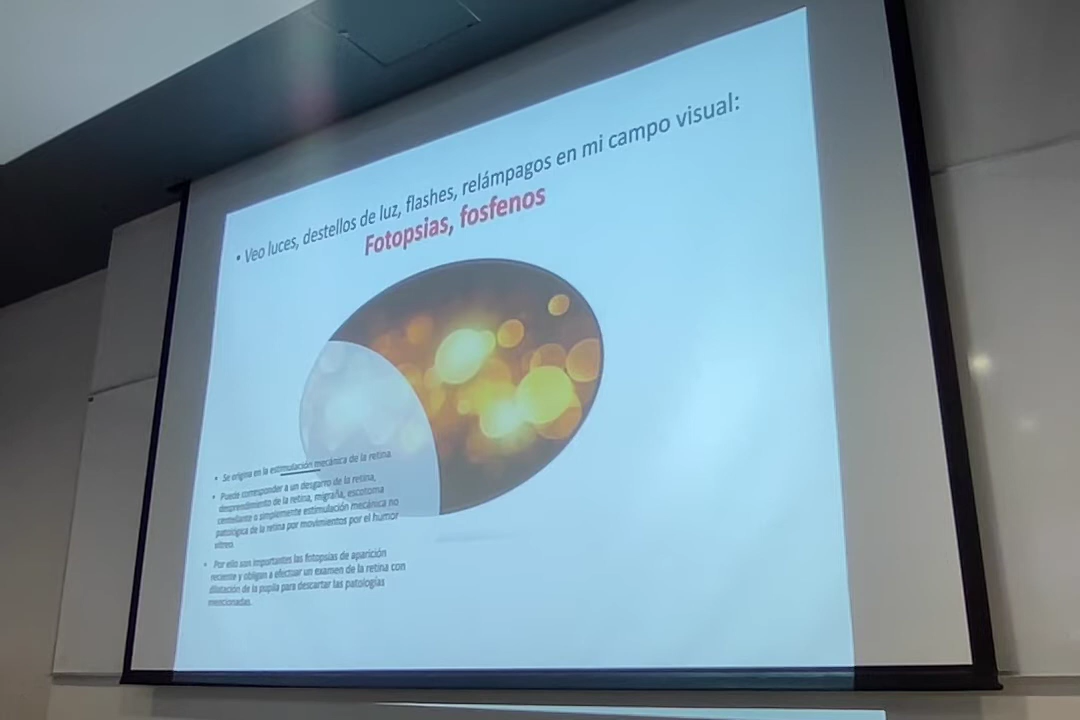 • Veo luces, destellos de luz, flashes, relámpagos en mi campo visual:
Fotopsias, fosfenos
• Se origina en la estimulación mecánica de la retina.
• Puede corresponder a un desgarro de la retina,
desprendimiento de la retina, migraña, escotoma
centellante o simplemente estimulación mecánica no
patológica de la retina por movimientos por el humor
vítreo.
• Por ello son importantes las fotopsias de aparición
reciente y obligan a efectuar un examen de la retina con
dilatación de la pupila para descartar las patologías
mencionadas.